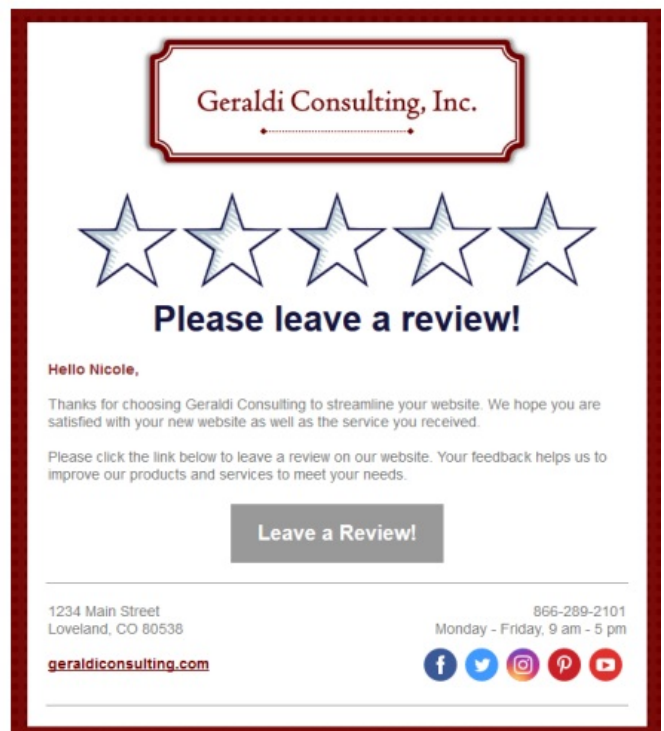 Geraldi Consulting, Inc.
Please leave a review!
Hello Nicole,
Thanks for choosing Geraldi Consulting to streamline your website. We hope you are
satisfied with your new website as well as the service you received.
Please click the link below to leave a review on our website. Your feedback helps us to
improve our products and services to meet your needs.
Leave a Review!
1234 Main Street
Loveland, CO 80538
geraldiconsulting.com
866-289-2101
Monday - Friday, 9 am - 5 pm